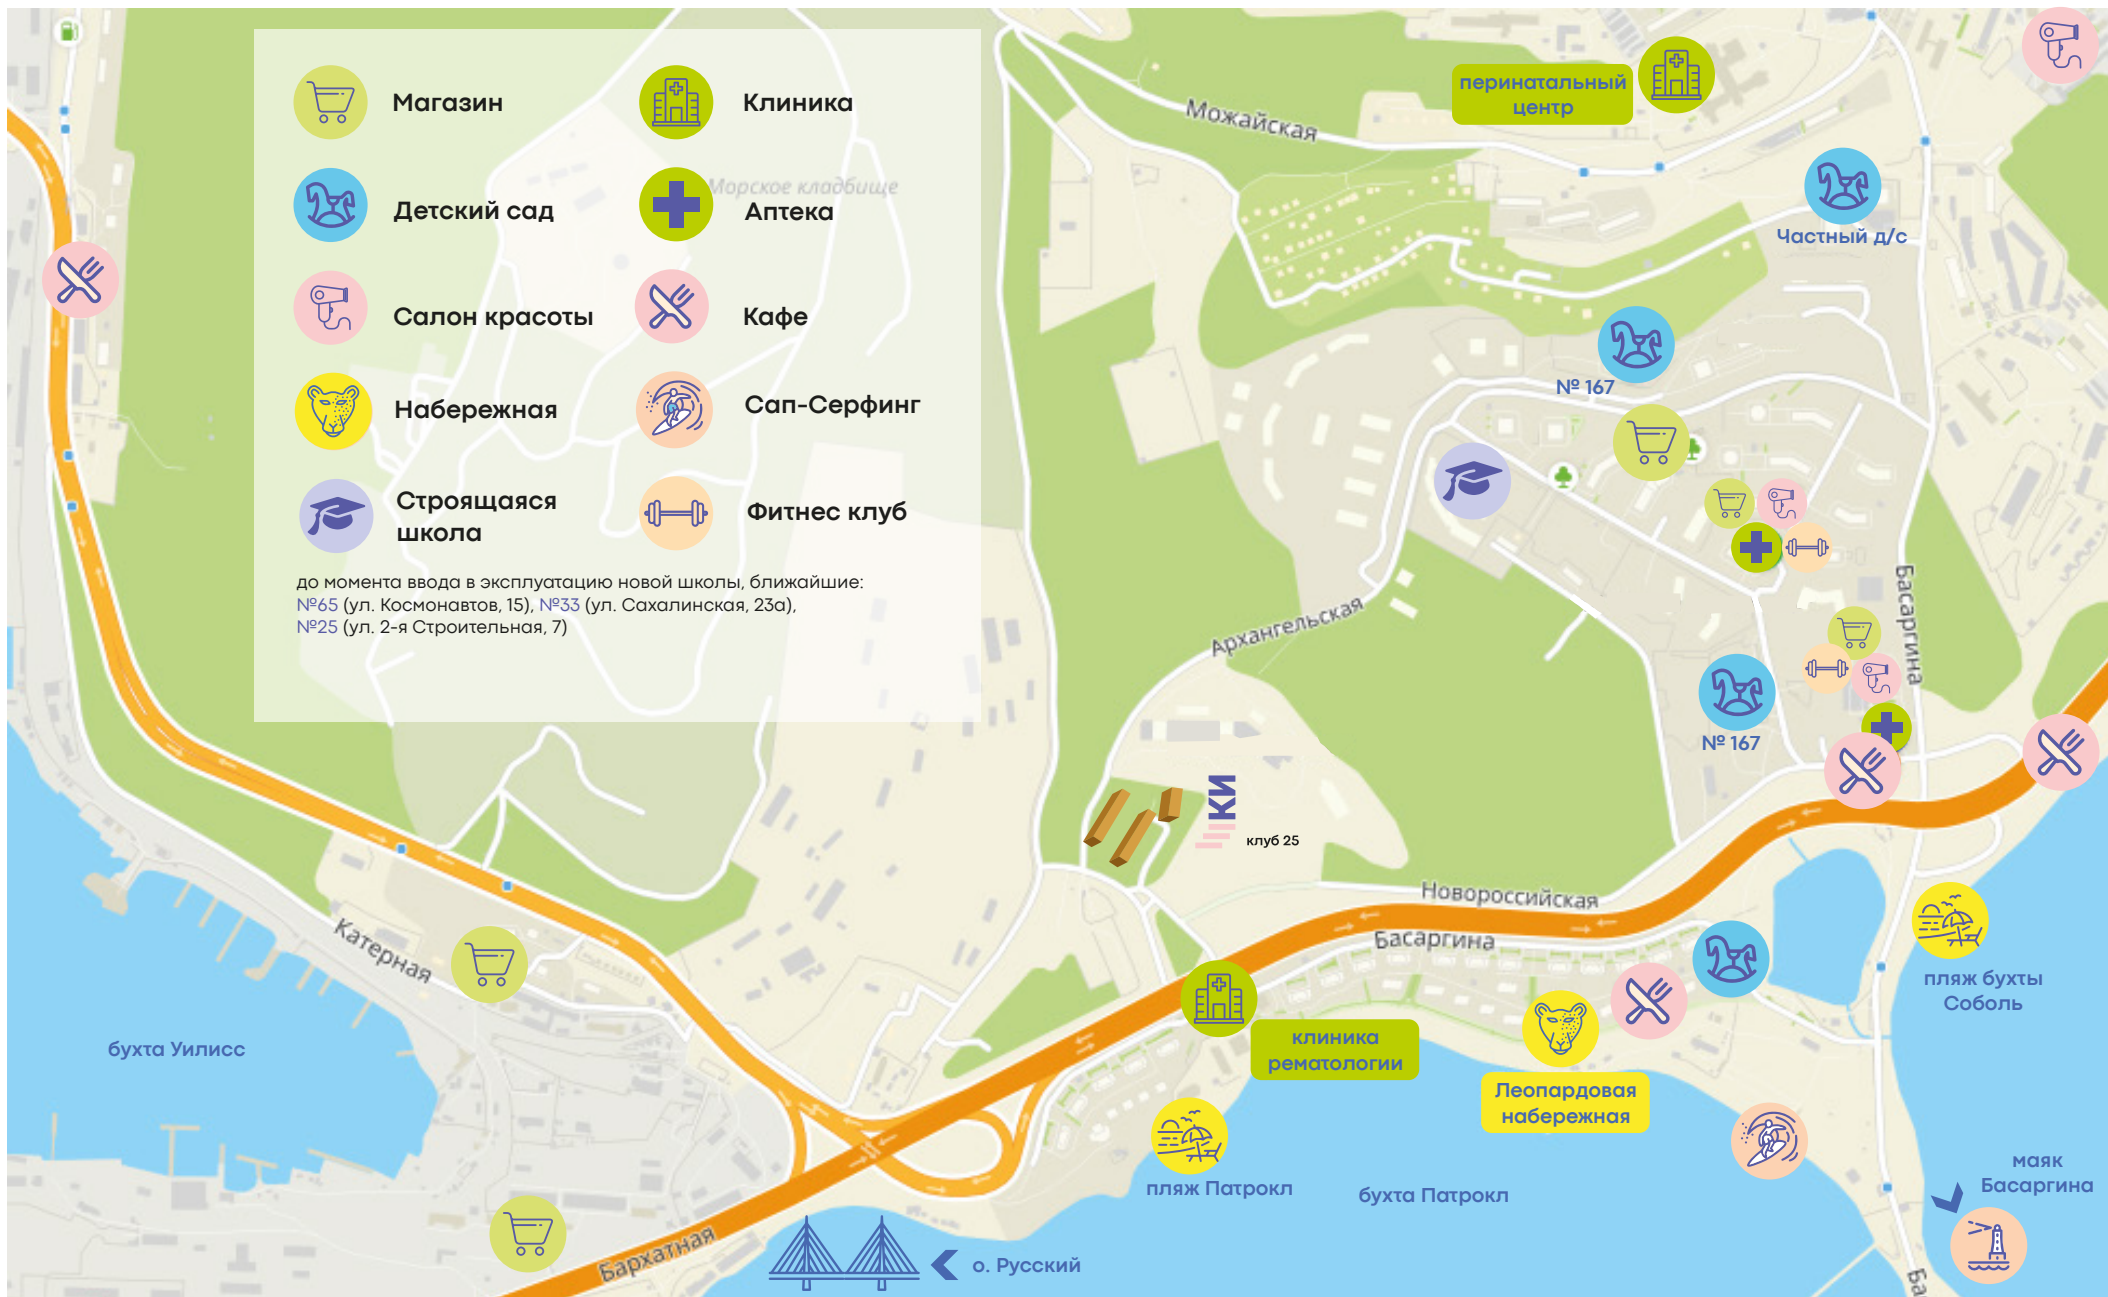 Магазин
Клиника
Морское кладбище
Детский сад
Аптека
Салон красоты
Кафе
Набережная
Сап-Серфинг
Строящаяся
школа
Фитнес клуб
до момента ввода в эксплуатацию новой школы, ближайшие:
№65 (ул. Космонавтов, 15), №33 (ул. Сахалинская, 23а),
№25 (ул. 2-я Строительная, 7)
перинатальный
центр
Можайская
Частный д/с
№ 167
Архангельская
Басаргина
№ 167
КИ
клуб 25
Новороссийская
Басаргина
Катерная
пляж бухты
Соболь
бухта Уилисс
клиника
рематологии
Леопардовая
набережная
маяк
Басаргина
пляж Патрокл
бухта Патрокл
Бархатная
о. Русский
Ба